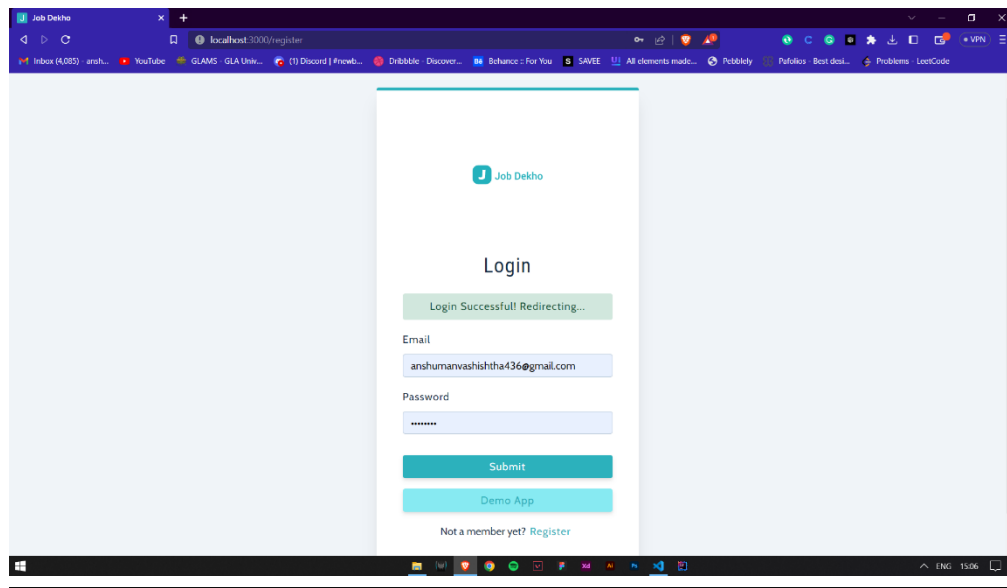 Job Dekho
localhost:3000/register
VPN
Inbox (4,085) - ansh... YouTube GLAMS - GLA Univ... (1) Discord | #newb... Dribbble - Discover... Behance :: For You SAVEE All elements made... Pebblely Pafolios - Best desi... Problems - LeetCode
J Job Dekho
Login
Login Successful! Redirecting...
Email
anshumanvashishtha436@gmail.com
Password
Submit
Demo App
Not a member yet? Register
ENG 15:06